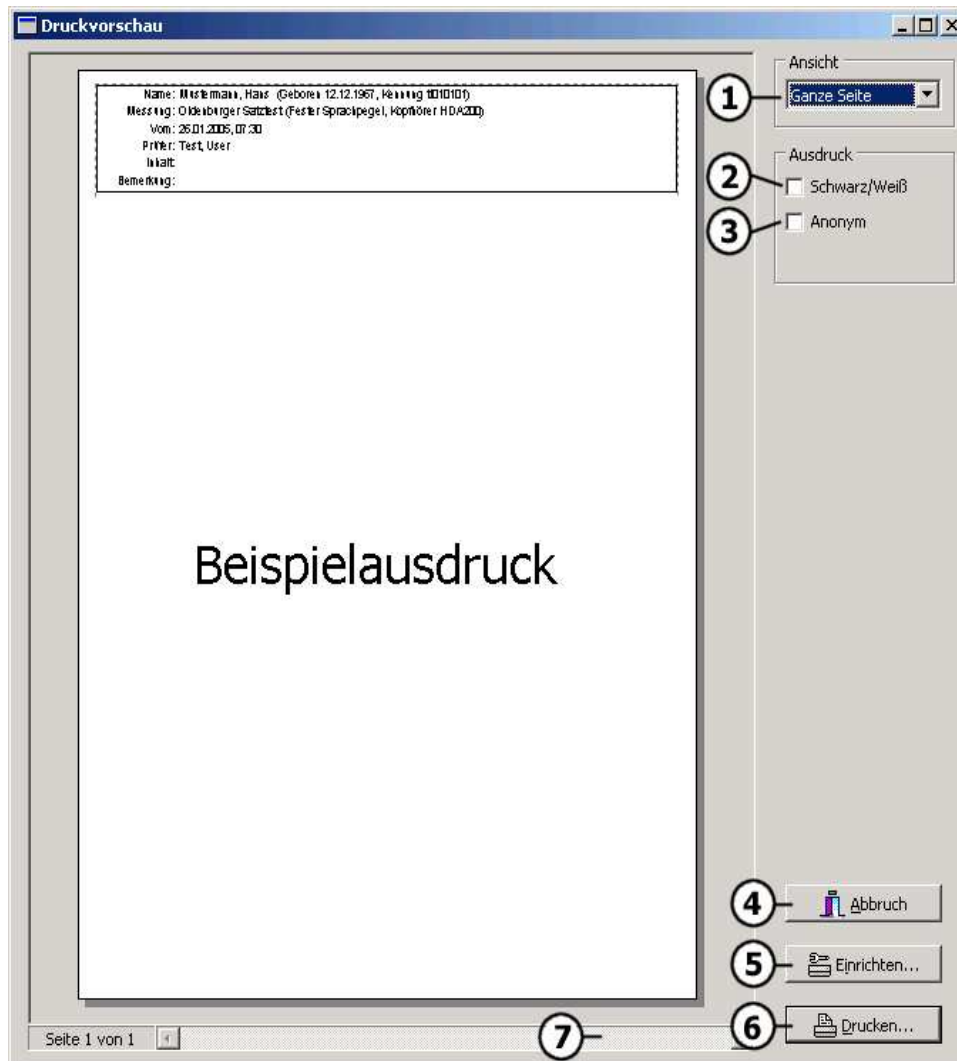 Druckvorschau
Name: Mustermann, Hans (Geboren 12.12.1967, Kennung 11010101)
Messung: Oldenburger Satztest (Fester Sprachpegel, Kopfhörer HDA200)
Vom: 26.01.2005, 07:30
Prüfer: Test, User
Inhalt:
Bemerkung:
Beispielausdruck
Seite 1 von 1
7
Ansicht
1
Ganze Seite
Ausdruck
2
Schwarz/Weiß
3
Anonym
4
Abbruch
5
Einrichten...
6
Drucken...